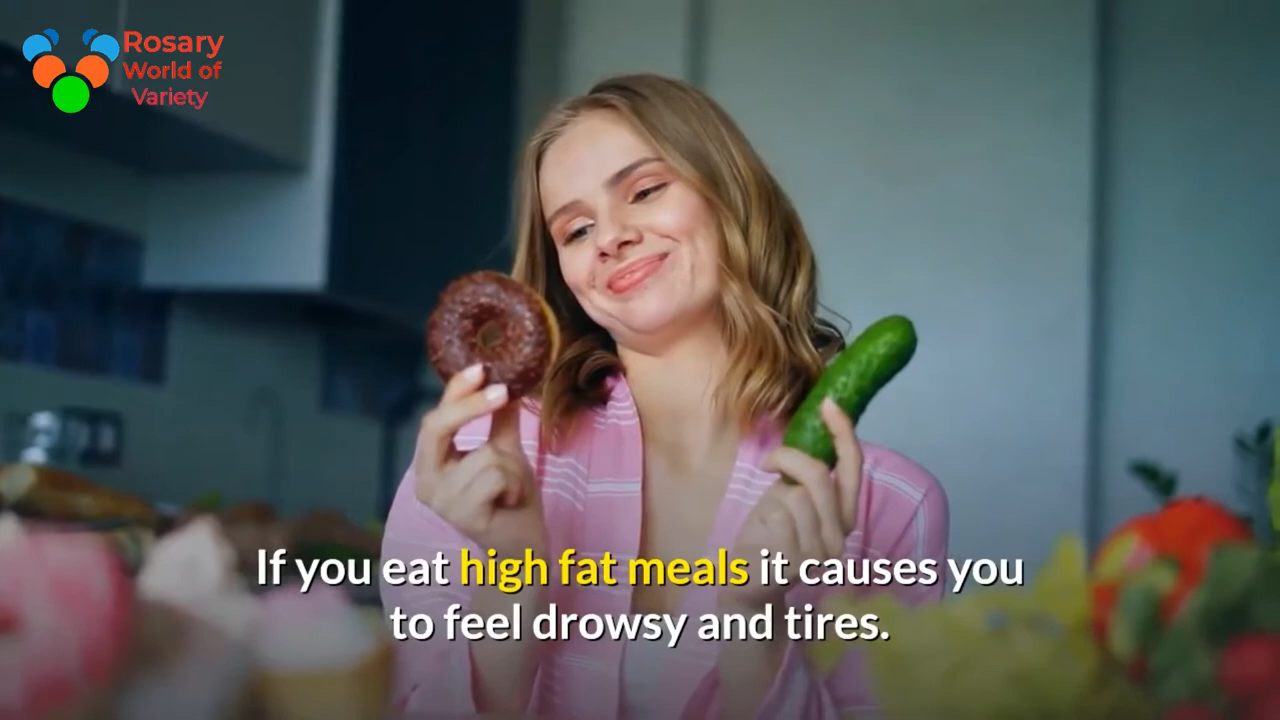 Rosary
World of
Variety
If you eat high fat meals it causes you
to feel drowsy and tires.